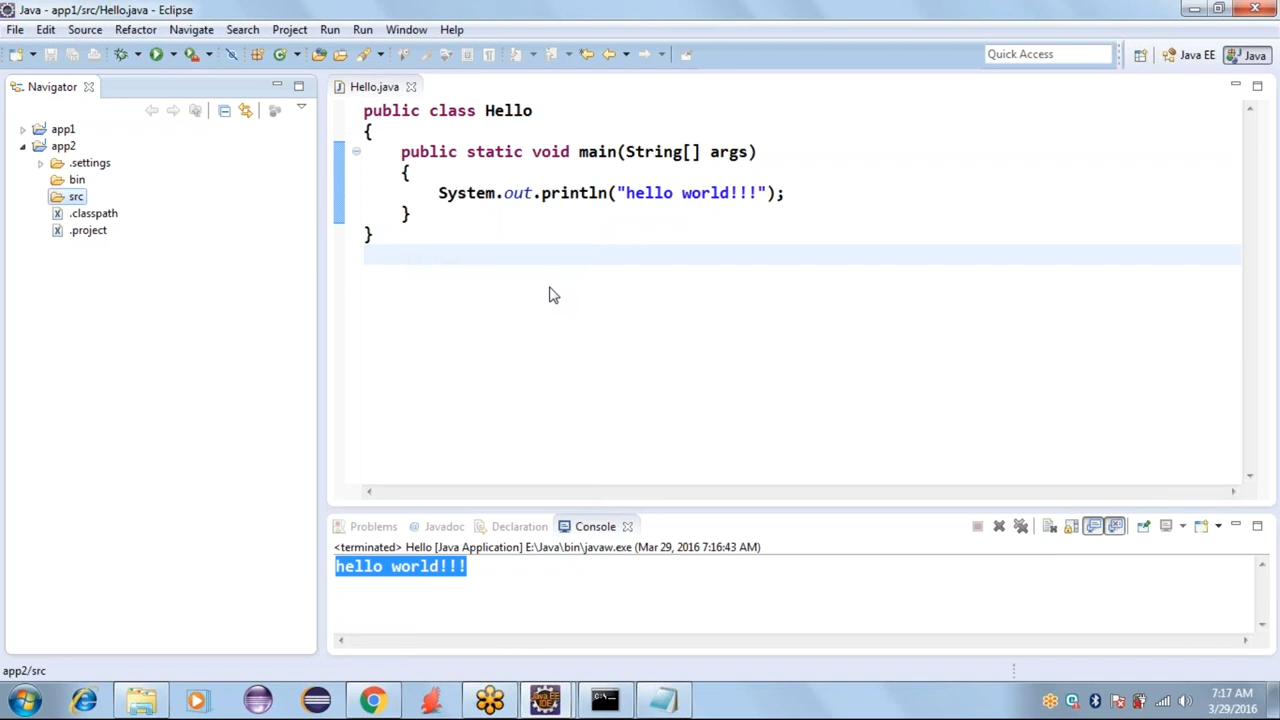 Java - app1/src/Hello.java - Eclipse
File Edit Source Refactor Navigate Search Project Run Run Window Help
Quick Access
Java EE
Java
Navigator
app1
app2
.settings
bin
src
.classpath
.project
Hello.java
public class Hello
{
public static void main(String[] args)
{
System.out.println("hello world!!!");
}
}
Problems @ Javadoc Declaration Console
<terminated> Hello [Java Application] E:\Java\bin\javaw.exe (Mar 29, 2016 7:16:43 AM)
hello world!!!
app2/src
7:17 AM
3/29/2016